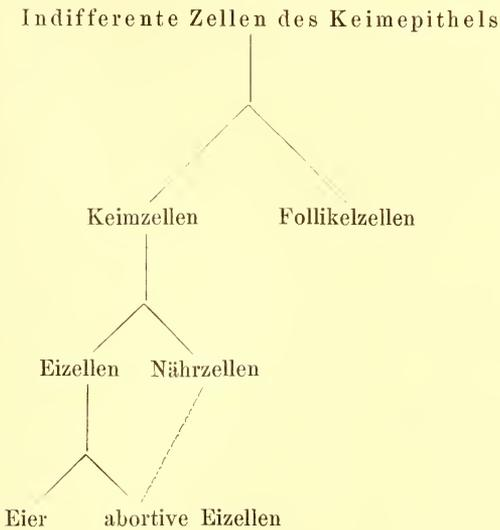 Indifferente Zellen des Keimepithels
Keimzellen Follikelzellen
Eizellen Nährzellen
Eier abortive Eizellen